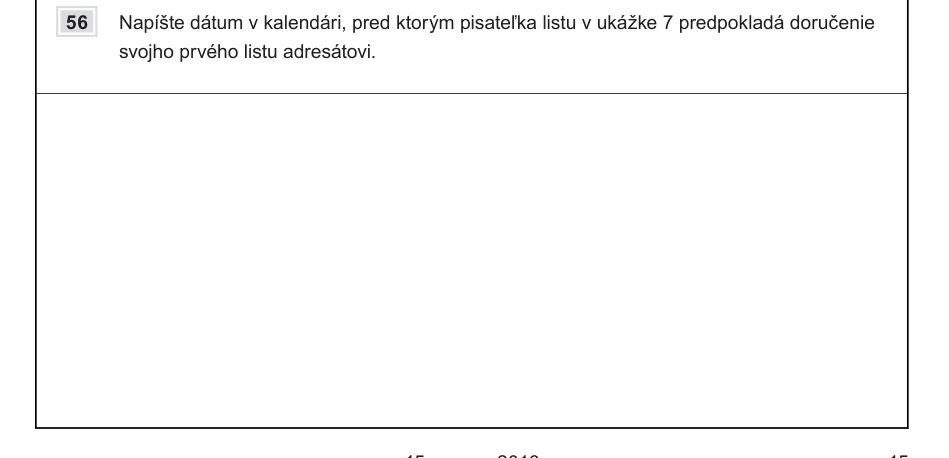 56 Napíšte dátum v kalendári, pred ktorým pisateľka listu v ukážke 7 predpokladá doručenie
svojho prvého listu adresátovi.